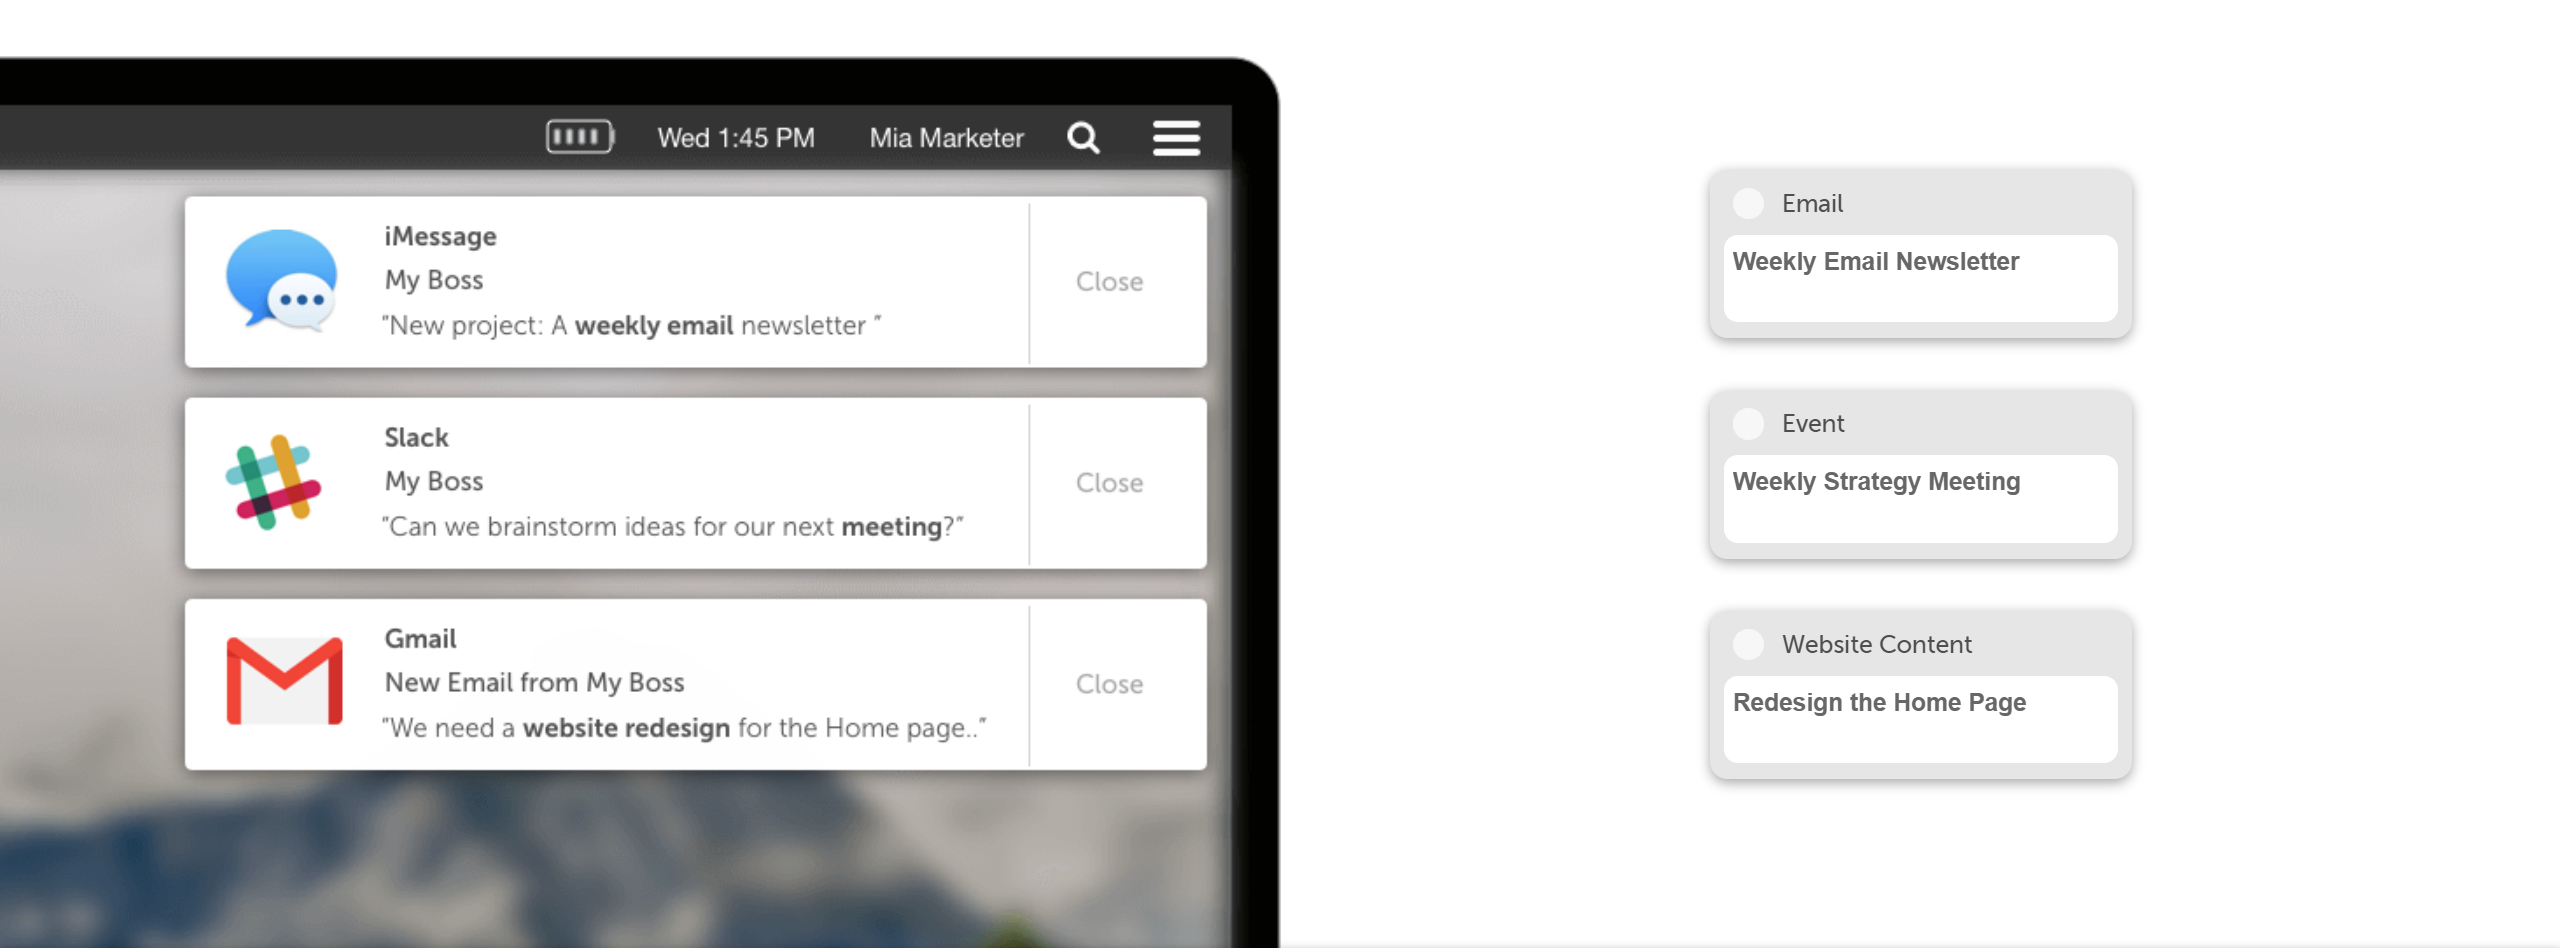 Wed 1:45 PM Mia Marketer
iMessage
My Boss
"New project: A weekly email newsletter "
Close
Slack
My Boss
"Can we brainstorm ideas for our next meeting?"
Close
Gmail
New Email from My Boss
"We need a website redesign for the Home page.."
Close
Email
Weekly Email Newsletter
Event
Weekly Strategy Meeting
Website Content
Redesign the Home Page